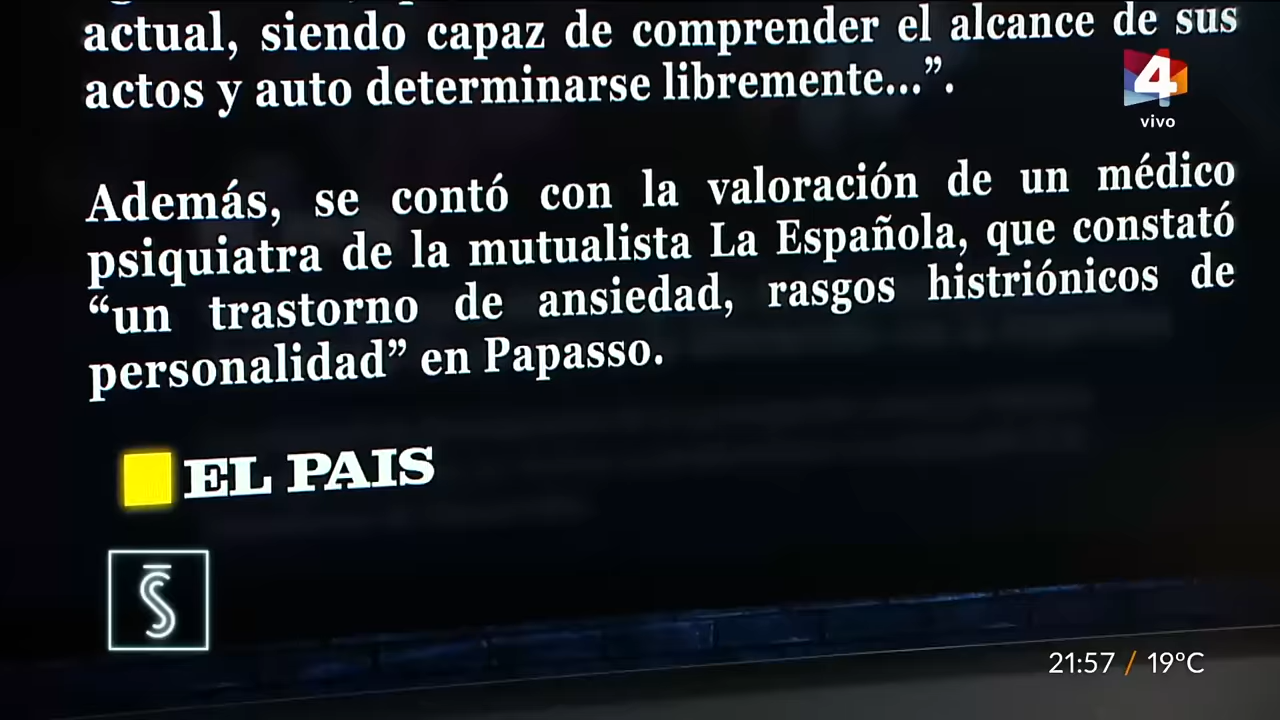 actual, siendo capaz de comprender el alcance de sus
actos y auto determinarse libremente...”.
4
vivo
Además, se contó con la valoración de un médico
psiquiatra de la mutualista La Española, que constató
“un trastorno de ansiedad, rasgos histriónicos de
personalidad” en Papasso.
EL PAIS
S
21:57 / 19°C